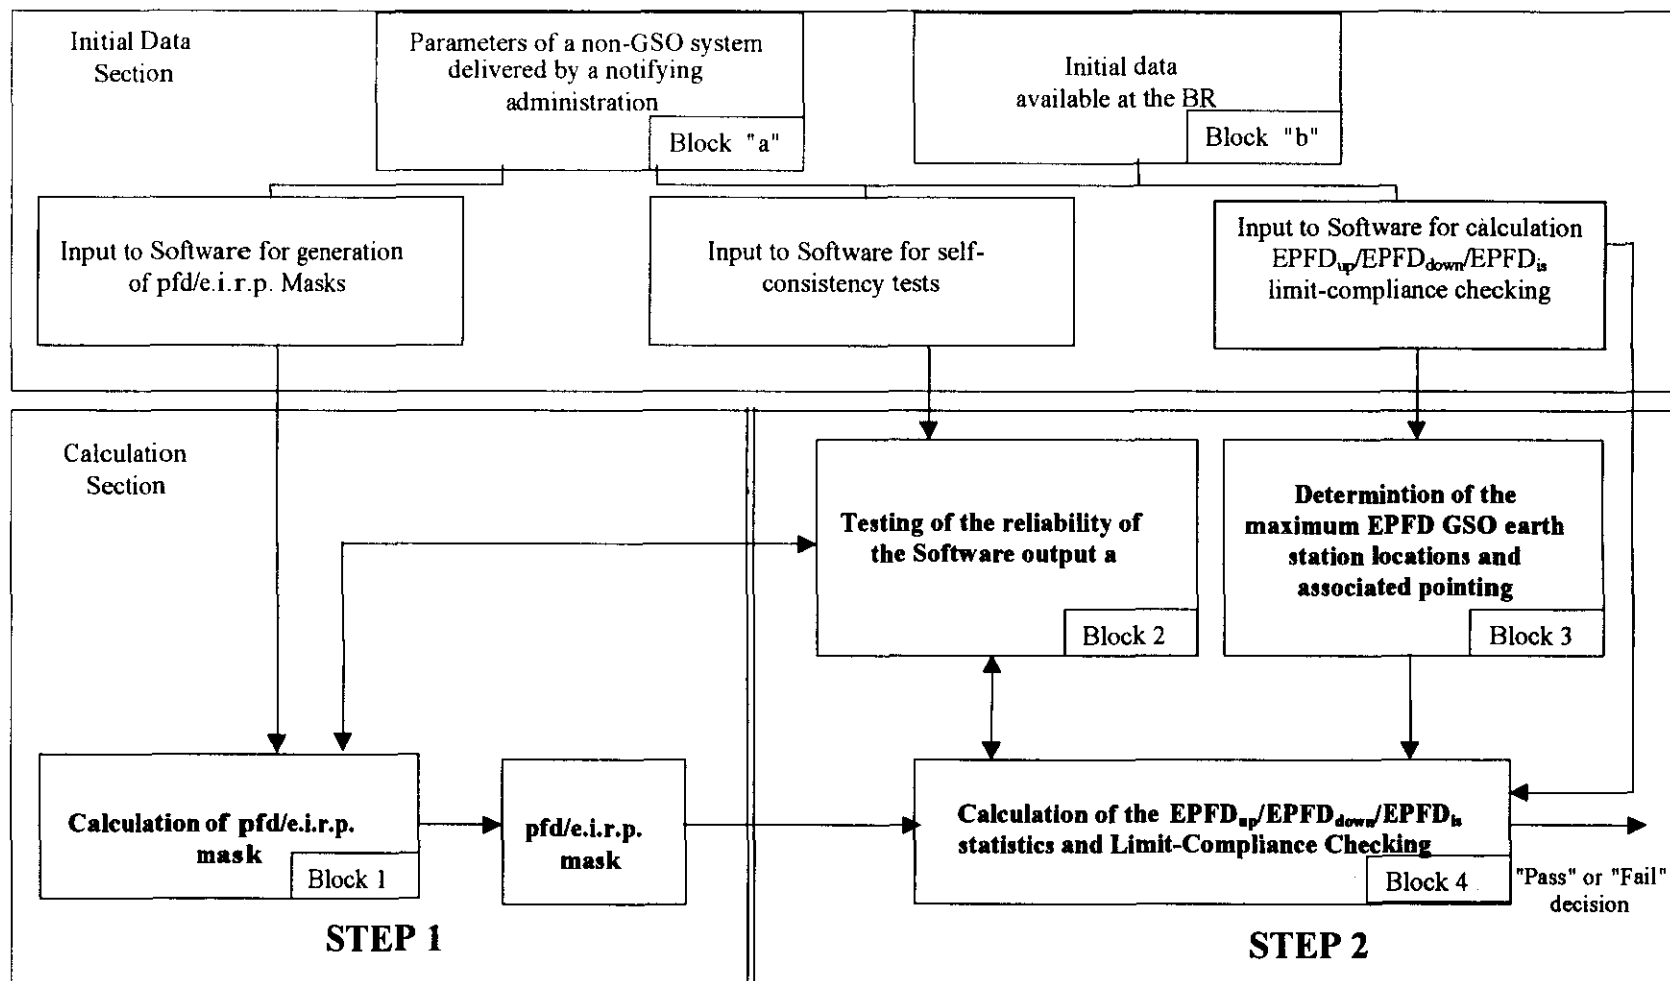 Initial Data
Section
Parameters of a non-GSO system
delivered by a notifying
administration
Block "a"
Initial data
available at the BR
Block "b"
Input to Software for generation
of pfd/e.i.r.p. Masks
Input to Software for self-
consistency tests
Input to Software for calculation
EPFDup/EPFDdown/EPFDis
limit-compliance checking
Calculation
Section
Testing of the reliability of
the Software output a
Block 2
Determintion of the
maximum EPFD GSO earth
station locations and
associated pointing
Block 3
Calculation of pfd/e.i.r.p.
mask
Block 1
pfd/e.i.r.p.
mask
Calculation of the EPFDup/EPFDdown/EPFDis
statistics and Limit-Compliance Checking
Block 4
"Pass" or "Fail"
decision
STEP 1
STEP 2